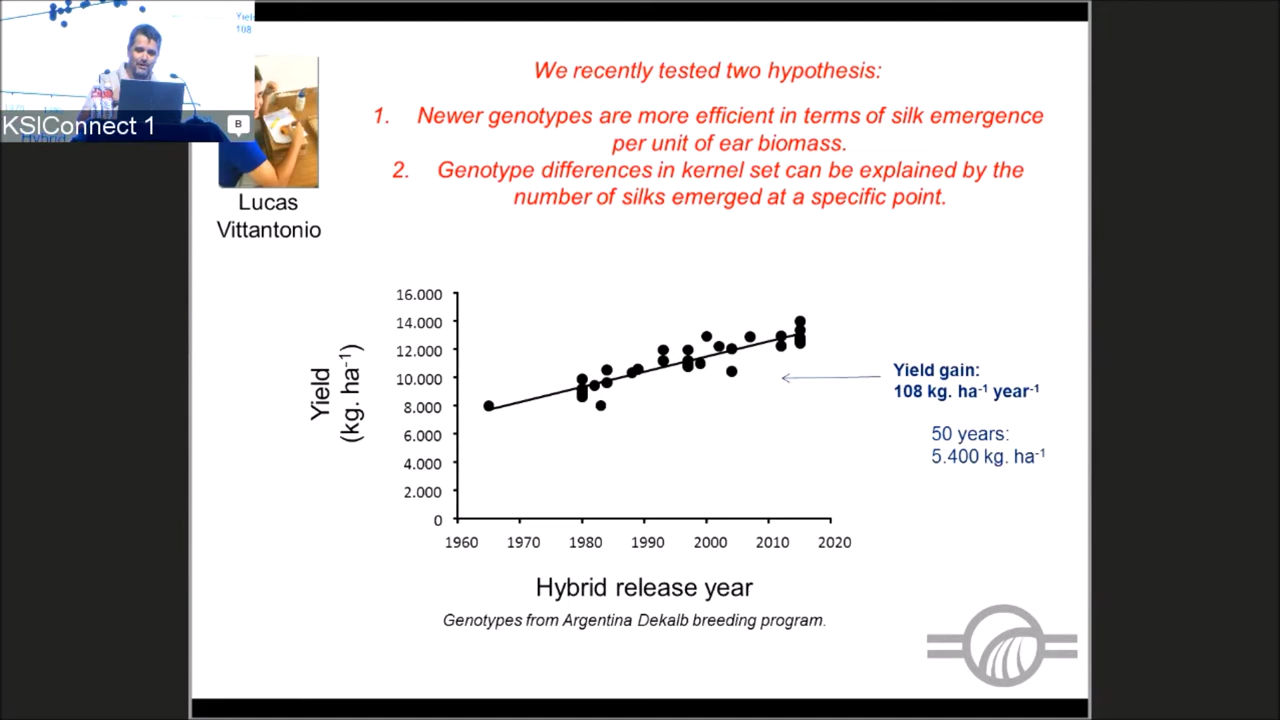 Yiel
108
KSIConnect 1
B
Hybrid
Lucas
Vittantonio
We recently tested two hypothesis:
1. Newer genotypes are more efficient in terms of silk emergence
per unit of ear biomass.
2. Genotype differences in kernel set can be explained by the
number of silks emerged at a specific point.
Yield
(kg. ha⁻¹)
16.000
14.000
12.000
10.000
8.000
6.000
4.000
2.000
0
1960 1970 1980 1990 2000 2010 2020
Hybrid release year
Genotypes from Argentina Dekalb breeding program.
Yield gain:
108 kg. ha⁻¹ year⁻¹
50 years:
5.400 kg. ha⁻¹